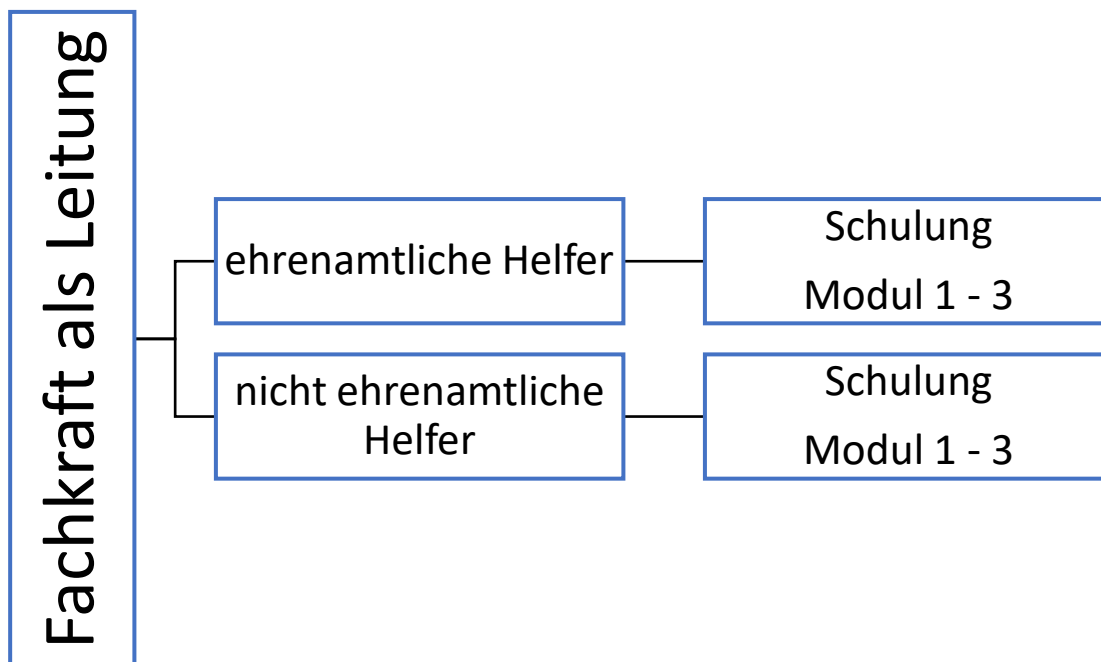 Fachkraft als Leitung
ehrenamtliche Helfer
Schulung
Modul 1 - 3
nicht ehrenamtliche
Helfer
Schulung
Modul 1 - 3